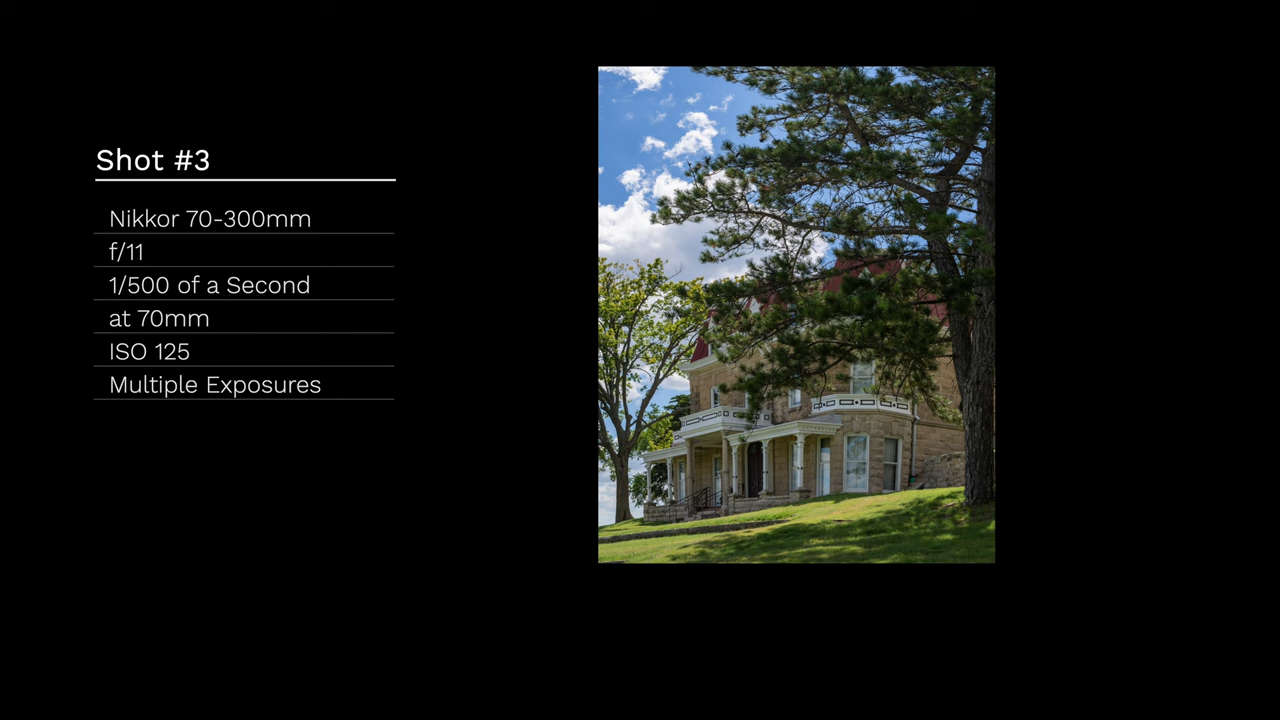 Shot #3
Nikkor 70-300mm
f/11
1/500 of a Second
at 70mm
ISO 125
Multiple Exposures